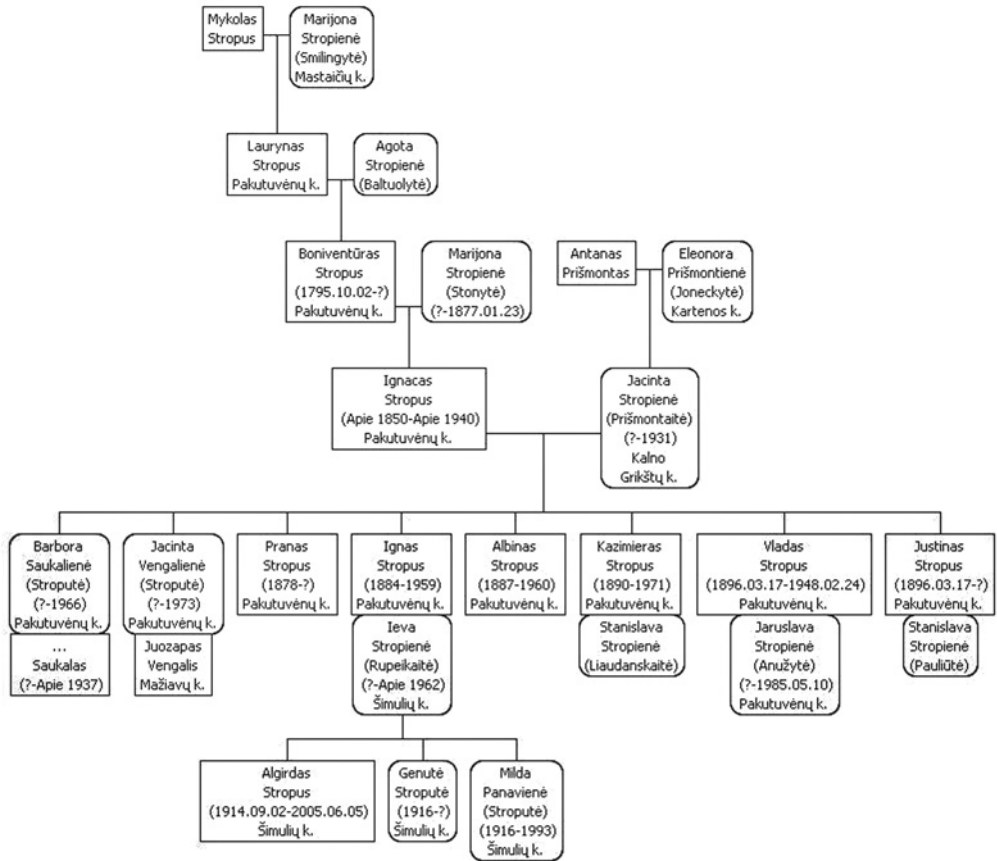 Mykolas
Stropus
Marijona
Stropienė
(Smilingytė)
Mastaičių k.
Laurynas
Stropus
Pakutuvėnų k.
Agota
Stropienė
(Baltuolytė)
Boniventūras
Stropus
(1795.10.02-?)
Pakutuvėnų k.
Marijona
Stropienė
(Stonytė)
(?-1877.01.23)
Antanas
Prišmontas
Eleonora
Prišmontienė
(Joneckytė)
Kartenos k.
Ignacas
Stropus
(Apie 1850-Apie 1940)
Pakutuvėnų k.
Jacinta
Stropienė
(Prišmontaitė)
(?-1931)
Kalno
Grikštų k.
Barbora
Saukalienė
(Stroputė)
(?-1966)
Pakutuvėnų k.
...
Saukalas
(?-Apie 1937)
Jacinta
Vengalienė
(Stroputė)
(?-1973)
Pakutuvėnų k.
Juozapas
Vengalis
Mažiavų k.
Pranas
Stropus
(1878-?)
Pakutuvėnų k.
Ignas
Stropus
(1884-1959)
Pakutuvėnų k.
Ieva
Stropienė
(Rupeikaitė)
(?-Apie 1962)
Šimulių k.
Albinas
Stropus
(1887-1960)
Pakutuvėnų k.
Kazimieras
Stropus
(1890-1971)
Pakutuvėnų k.
Stanislava
Stropienė
(Liaudanskaitė)
Vladas
Stropus
(1896.03.17-1948.02.24)
Pakutuvėnų k.
Jaruslava
Stropienė
(Anužytė)
(?-1985.05.10)
Pakutuvėnų k.
Justinas
Stropus
(1896.03.17-?)
Pakutuvėnų k.
Stanislava
Stropienė
(Pauliūtė)
Algirdas
Stropus
(1914.09.02-2005.06.05)
Šimulių k.
Genutė
Stroputė
(1916-?)
Šimulių k.
Milda
Panavienė
(Stroputė)
(1916-1993)
Šimulių k.